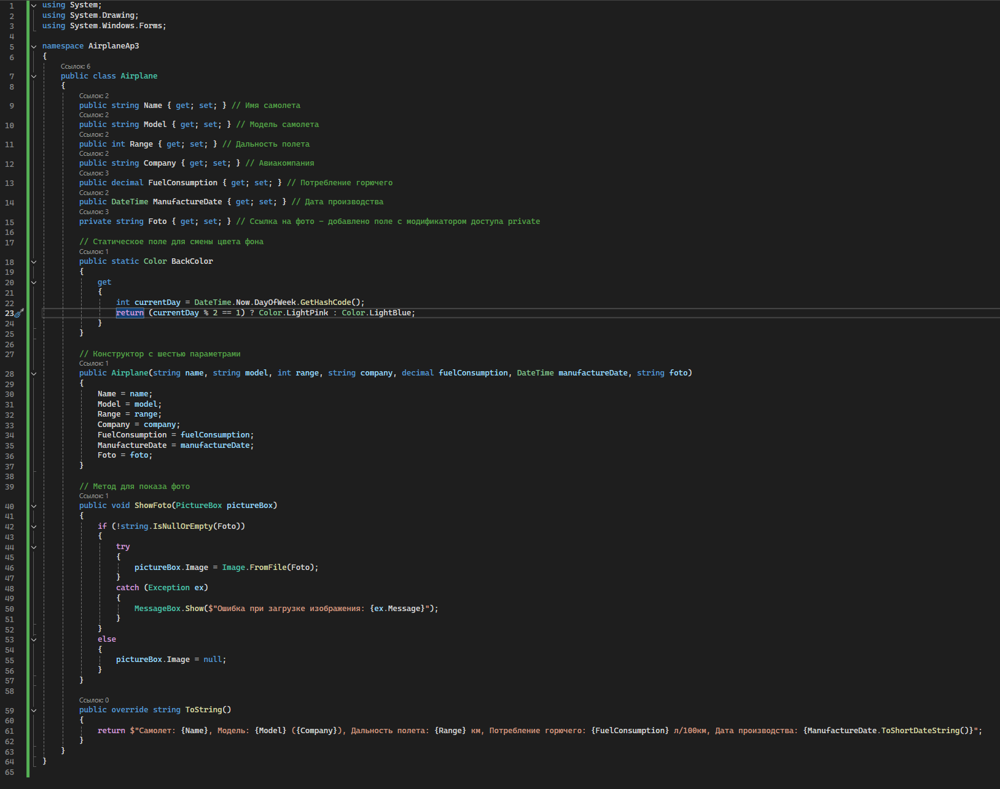 1 using System;
2 using System.Drawing;
3 using System.Windows.Forms;
4
5 namespace AirplaneAp3
6 {
Ссылок: 6
7 public class Airplane
8 {
Ссылок: 2
9 public string Name { get; set; } // Имя самолета
Ссылок: 2
10 public string Model { get; set; } // Модель самолета
Ссылок: 2
11 public int Range { get; set; } // Дальность полета
Ссылок: 2
12 public string Company { get; set; } // Авиакомпания
Ссылок: 3
13 public decimal FuelConsumption { get; set; } // Потребление горючего
Ссылок: 2
14 public DateTime ManufactureDate { get; set; } // Дата производства
Ссылок: 3
15 private string Foto { get; set; } // Ссылка на фото - добавлено поле с модификатором доступа private
16
17 // Статическое поле для смены цвета фона
Ссылок: 1
18 public static Color BackColor
19 {
20 get
21 {
22 int currentDay = DateTime.Now.DayOfWeek.GetHashCode();
23 return (currentDay % 2 == 1) ? Color.LightPink : Color.LightBlue;
24 }
25 }
26
27 // Конструктор с шестью параметрами
Ссылок: 1
28 public Airplane(string name, string model, int range, string company, decimal fuelConsumption, DateTime manufactureDate, string foto)
29 {
30 Name = name;
31 Model = model;
32 Range = range;
33 Company = company;
34 FuelConsumption = fuelConsumption;
35 ManufactureDate = manufactureDate;
36 Foto = foto;
37 }
38
39 // Метод для показа фото
Ссылок: 1
40 public void ShowFoto(PictureBox pictureBox)
41 {
42 if (!string.IsNullOrEmpty(Foto))
43 {
44 try
45 {
46 pictureBox.Image = Image.FromFile(Foto);
47 }
48 catch (Exception ex)
49 {
50 MessageBox.Show($"Ошибка при загрузке изображения: {ex.Message}");
51 }
52 }
53 else
54 {
55 pictureBox.Image = null;
56 }
57 }
58
Ссылок: 0
59 public override string ToString()
60 {
61 return $"Самолет: {Name}, Модель: {Model} ({Company}), Дальность полета: {Range} км, Потребление горючего: {FuelConsumption} л/100км, Дата производства: {ManufactureDate.ToShortDateString()}";
62 }
63 }
64 }
65